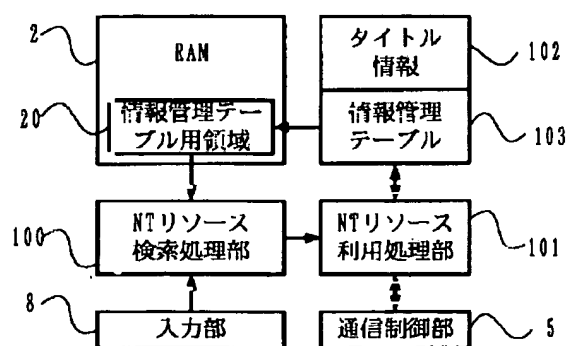 2
RAM
タイトル
情報
102
20
情報管理テー
ブル用領域
情報管理
テーブル
103
100
NTリソース
検索処理部
NTリソース
利用処理部
101
8
入力部
通信制御部
5